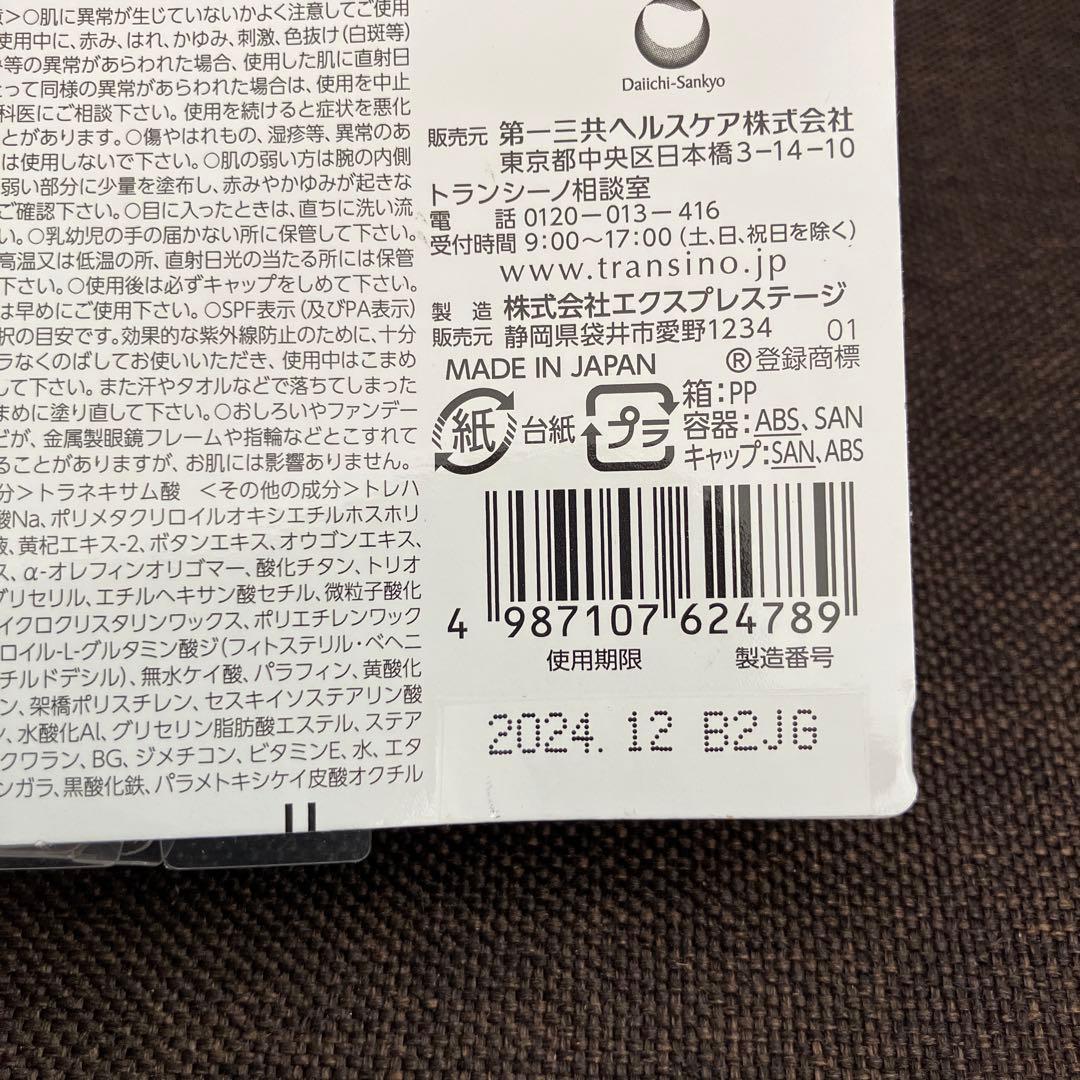 意>○肌に異常が生じていないかよく注意してご使用
使用中に、赤み、はれ、かゆみ、刺激、色抜け(白斑等)
等の異常があらわれた場合、使用した肌に直射日
たって同様の異常があらわれた場合は、使用を中止
科医にご相談下さい。使用を続けると症状を悪化
とがあります。○傷やはれもの、湿疹等、異常のあ
は使用しないで下さい。○肌の弱い方は腕の内側
弱い部分に少量を塗布し、赤みやかゆみが起きな
ご確認下さい。○目に入ったときは、直ちに洗い流
い。○乳幼児の手の届かない所に保管して下さい。
高温又は低温の所、直射日光の当たる所には保管
下さい。○使用後は必ずキャップをしめて下さい。
は早めにご使用下さい。○SPF表示(及びPA表示)
択の目安です。効果的な紫外線防止のために、十分
ラなくのばしてお使いいただき、使用中はこまめ
して下さい。また汗やタオルなどで落ちてしまった
まめに塗り直して下さい。○おしろいやファンデー
どが、金属製眼鏡フレームや指輪などとこすれて
ることがありますが、お肌には影響ありません。
分>トラネキサム酸 <その他の成分>トレハ
酸Na、ポリメタクリロイルオキシエチルホスホリ
液、黄杞エキス-2、ボタンエキス、オウゴンエキス、
ス、α-オレフィンオリゴマー、酸化チタン、トリオ
グリセリル、エチルヘキサン酸セチル、微粒子酸化
イクロクリスタリンワックス、ポリエチレンワック
ロイル-L-グルタミン酸ジ(フィトステリル・ベヘニ
チルドデシル)、無水ケイ酸、パラフィン、黄酸化
ン、架橋ポリスチレン、セスキイソステアリン酸
ン、水酸化Al、グリセリン脂肪酸エステル、ステア
クワラン、BG、ジメチコン、ビタミンE、水、エタ
ンガラ、黒酸化鉄、パラメトキシケイ皮酸オクチル
Daiichi-Sankyo
販売元 第一三共ヘルスケア株式会社
東京都中央区日本橋3-14-10
トランシーノ相談室
電 話 0120-013-416
受付時間 9:00〜17:00(土、日、祝日を除く)
www.transino.jp
製 造 株式会社エクスプレステージ
販売元 静岡県袋井市愛野1234 01
MADE IN JAPAN ®登録商標
紙 台紙 プラ 箱:PP
容器:ABS、SAN
キャップ:SAN、ABS
4 987107 624789
使用期限 製造番号
2024.12 B2JG